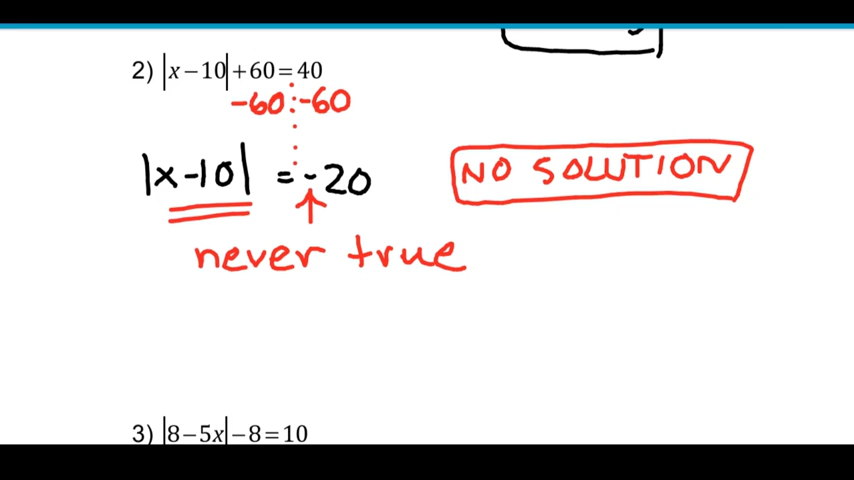 2) |x − 10| + 60 = 40
-60 -60
|x -10| = -20
NO SOLUTION
never true
3) |8 − 5x| − 8 = 10